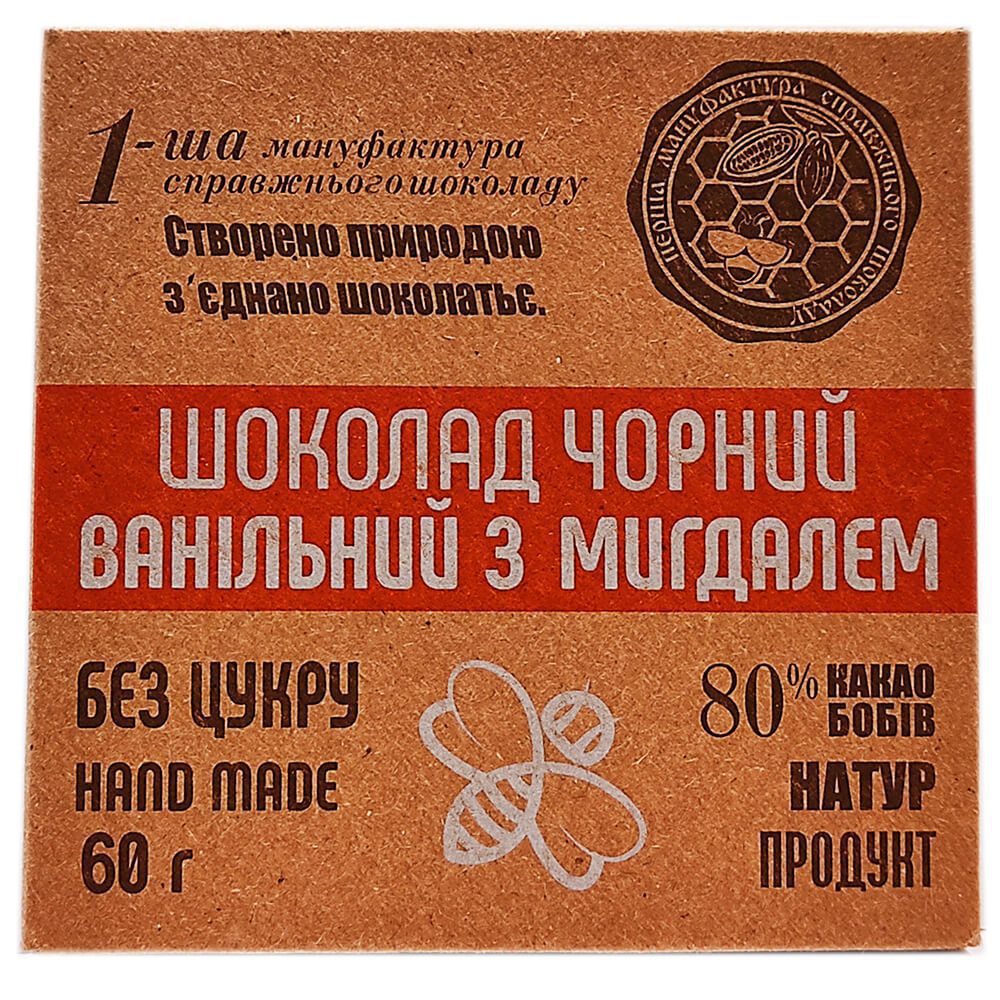 1-ша мануфактура
справжнього шоколаду
Створено природою
з'єднано шоколатьє.
ПЕРША МАНУФАКТУРА СПРАВЖНЬОГО ШОКОЛАДУ
ШОКОЛАД ЧОРНИЙ
ВАНІЛЬНИЙ З МИГДАЛЕМ
БЕЗ ЦУКРУ
HAND MADE
60 г
80% КАКАО
БОБІВ
НАТУР
ПРОДУКТ